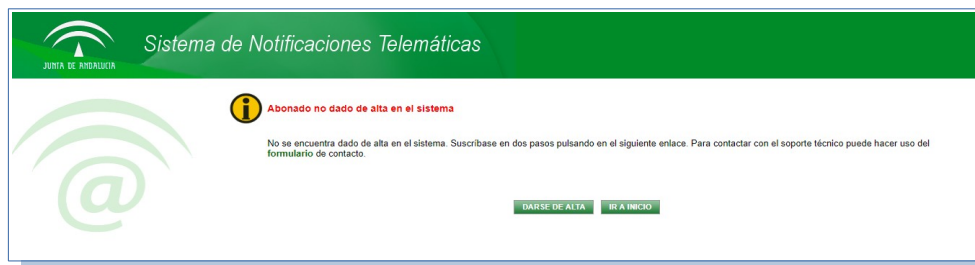 Sistema de Notificaciones Telemáticas
JUNTA DE ANDALUCIA
Abonado no dado de alta en el sistema
No se encuentra dado de alta en el sistema. Suscríbase en dos pasos pulsando en el siguiente enlace. Para contactar con el soporte técnico puede hacer uso del
formulario de contacto.
@
DARSE DE ALTA IR A INICIO